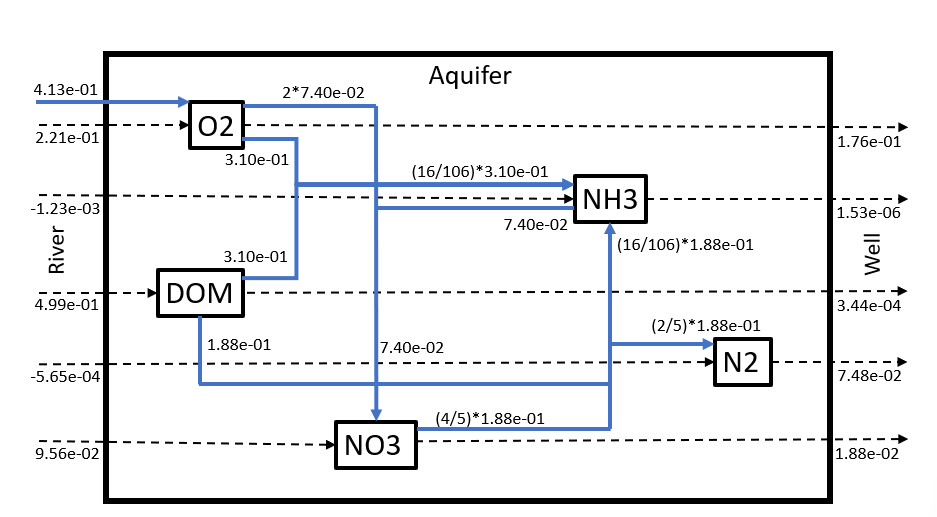 Aquifer
4.13e-01
2*7.40e-02
O2
2.21e-01
1.76e-01
3.10e-01
(16/106)*3.10e-01
NH3
-1.23e-03
7.40e-02
1.53e-06
River
Well
(16/106)*1.88e-01
3.10e-01
DOM
4.99e-01
3.44e-04
(2/5)*1.88e-01
1.88e-01
7.40e-02
N2
-5.65e-04
7.48e-02
(4/5)*1.88e-01
NO3
9.56e-02
1.88e-02